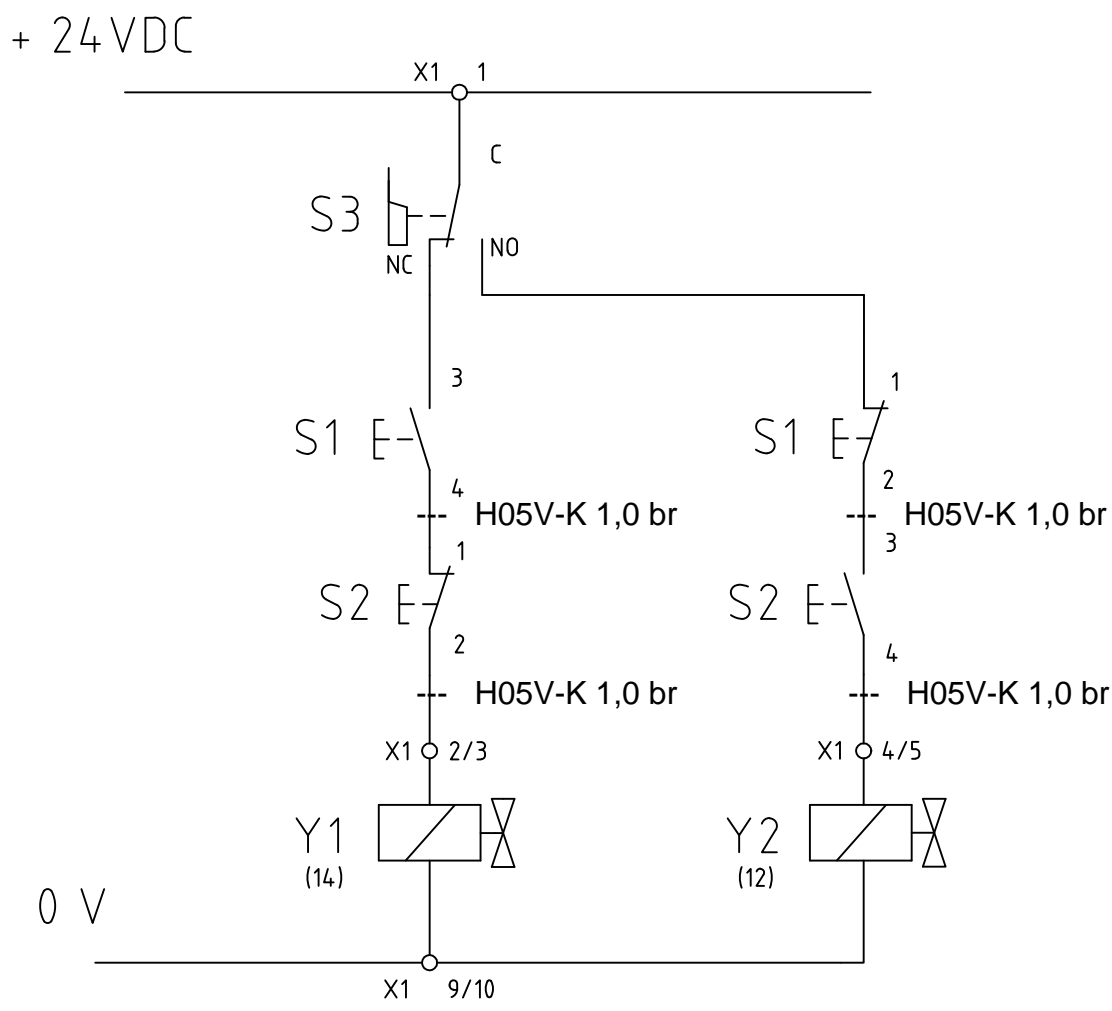 + 24VDC
X1 1
C
S3
NC
NO
3
1
S1
S1
4
2
H05V-K 1,0 br
H05V-K 1,0 br
1
3
S2
S2
2
4
H05V-K 1,0 br
H05V-K 1,0 br
X1 2/3
X1 4/5
Y1
(14)
Y2
(12)
0 V
X1 9/10